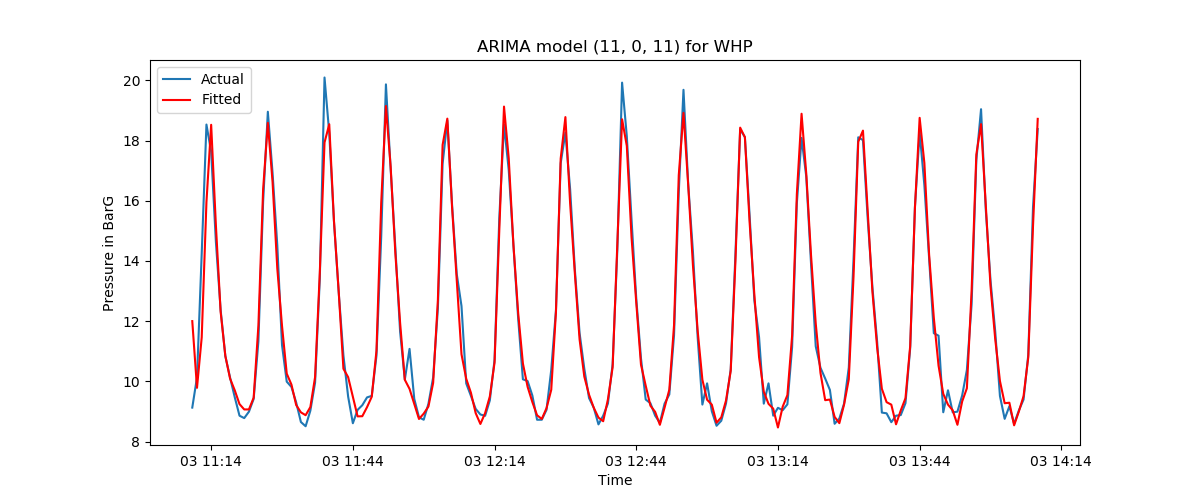 ARIMA model (11, 0, 11) for WHP
Actual
Fitted
Pressure in BarG
20
18
16
14
12
10
8
03 11:14
03 11:44
03 12:14
03 12:44
03 13:14
03 13:44
03 14:14
Time